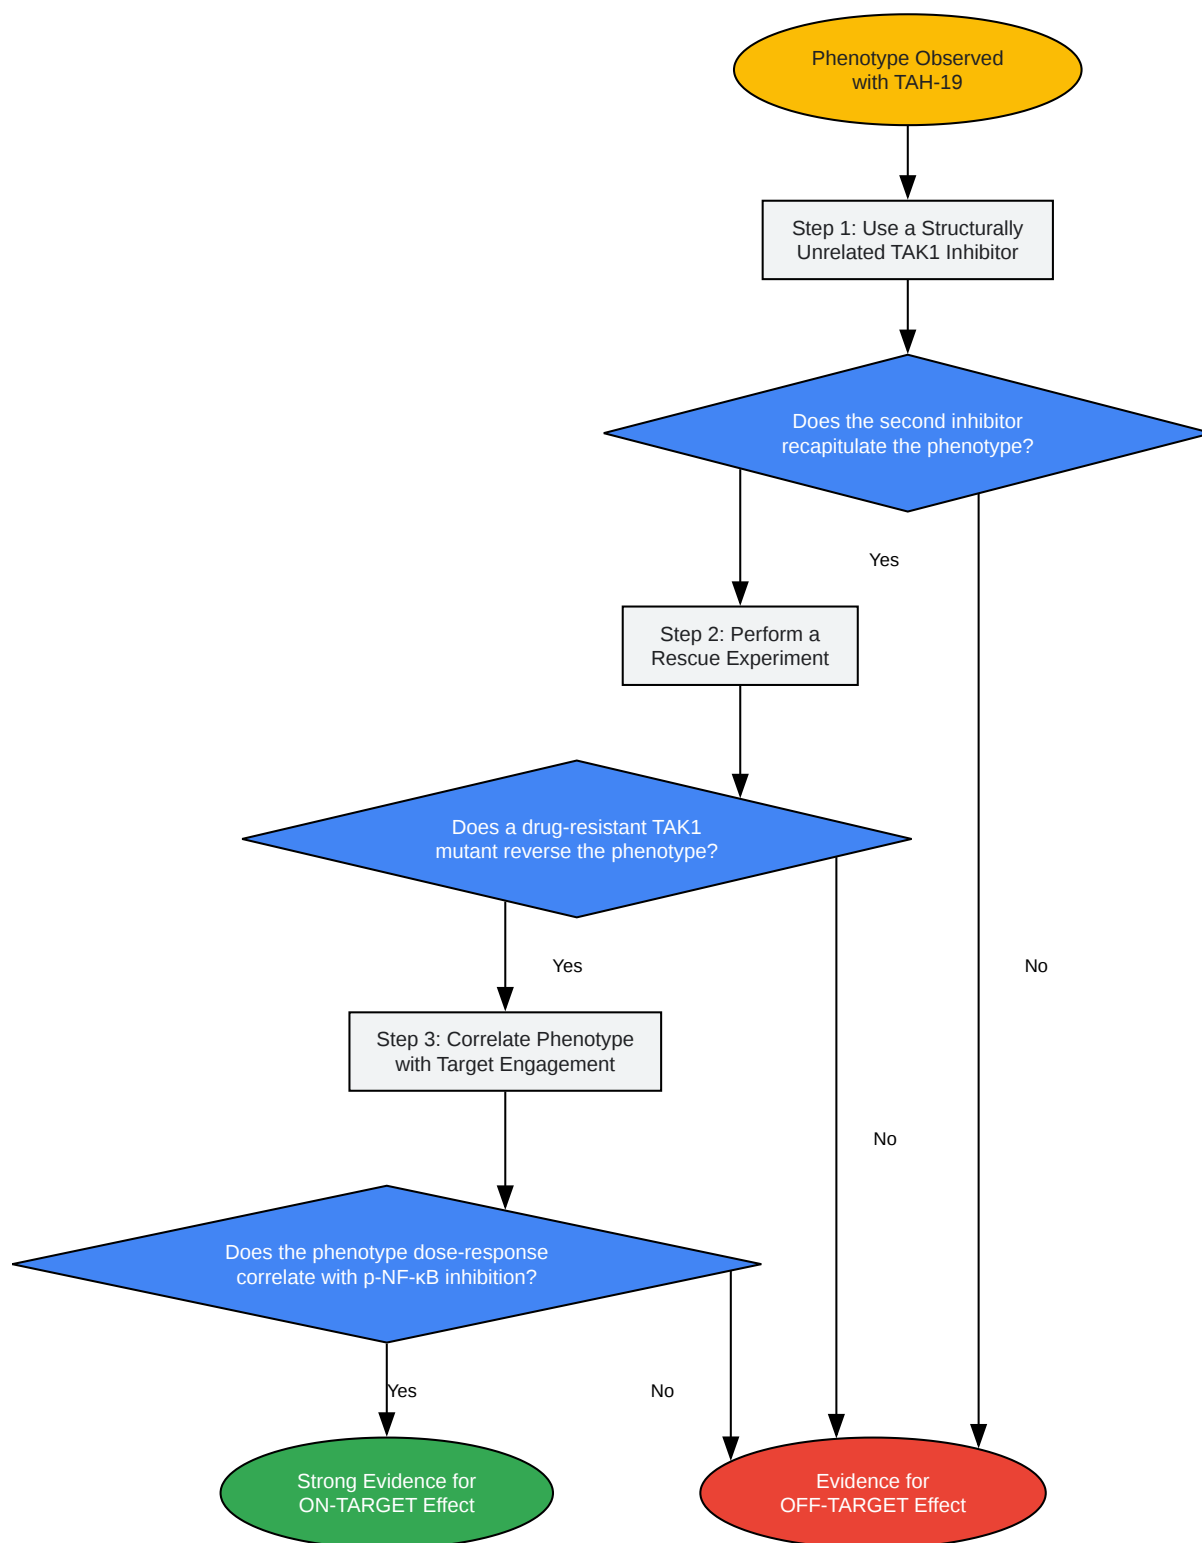 Phenotype Observed
with TAH-19
Step 1: Use a Structurally
Unrelated TAK1 Inhibitor
Does the second inhibitor
recapitulate the phenotype?
Yes
Step 2: Perform a
Rescue Experiment
Does a drug-resistant TAK1
mutant reverse the phenotype?
Yes
No
Step 3: Correlate Phenotype
with Target Engagement
No
Does the phenotype dose-response
correlate with p-NF-κB inhibition?
Yes
No
Strong Evidence for
ON-TARGET Effect
Evidence for
OFF-TARGET Effect